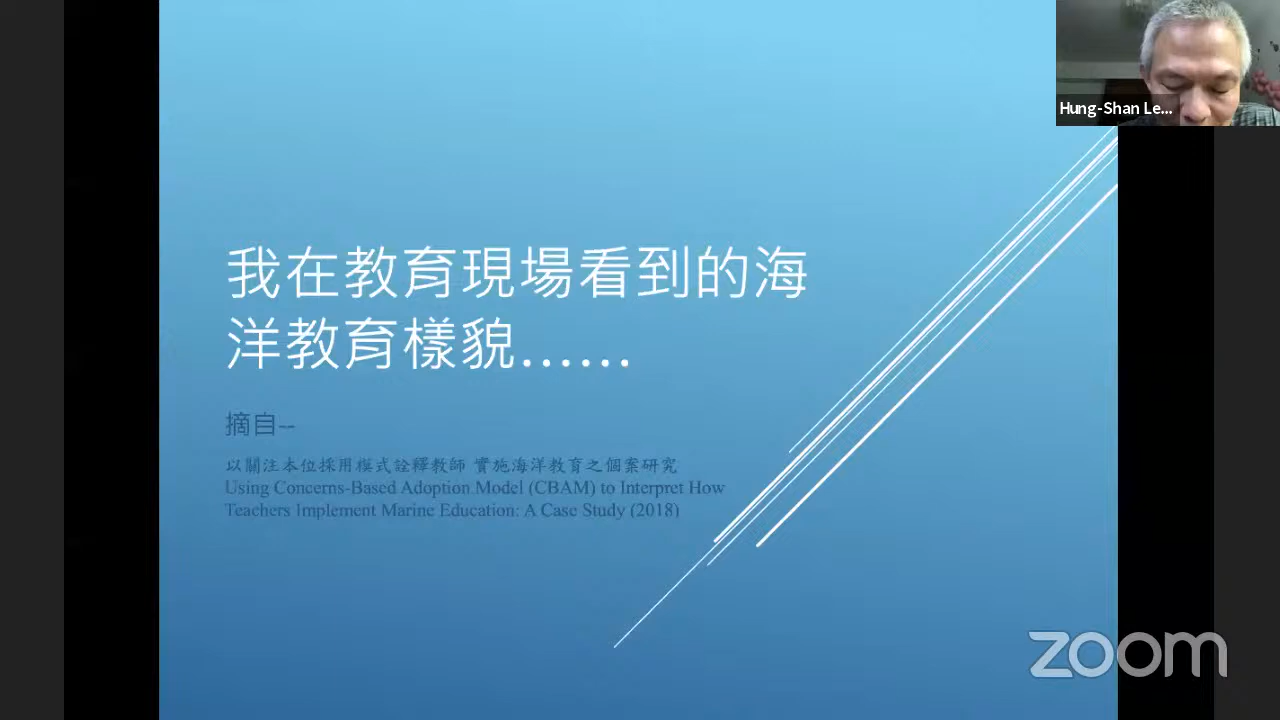 Hung-Shan Le...
我在教育現場看到的海
洋教育樣貌......
摘自--
以關注本位採用模式詮釋教師 實施海洋教育之個案研究
Using Concerns-Based Adoption Model (CBAM) to Interpret How
Teachers Implement Marine Education: A Case Study (2018)
zoom